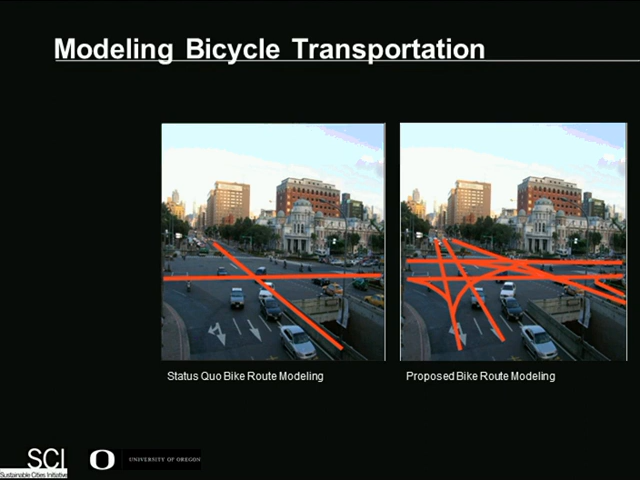 Modeling Bicycle Transportation
Status Quo Bike Route Modeling
Proposed Bike Route Modeling
SCI
Sustainable Cities Initiative
O
UNIVERSITY OF OREGON